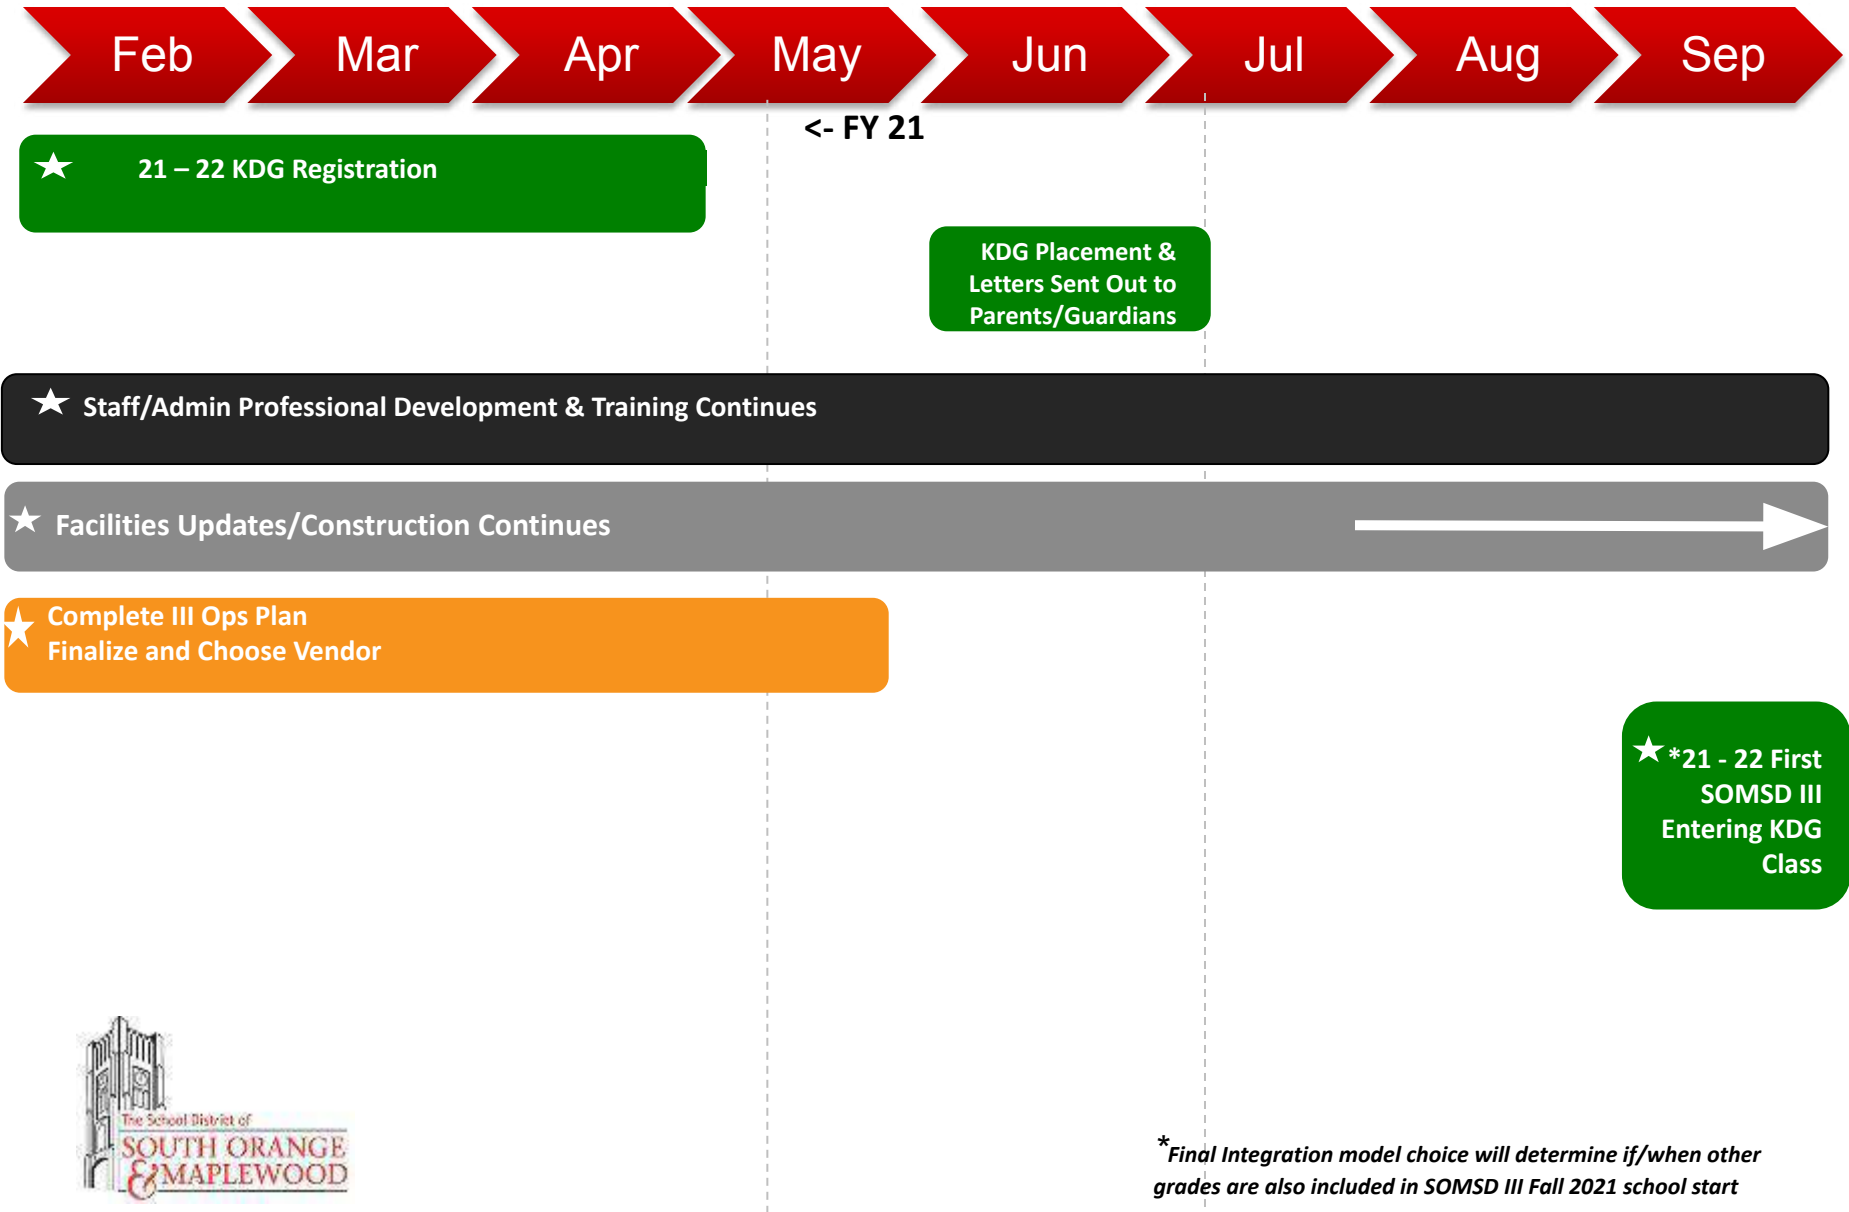 Feb Mar Apr May Jun Jul Aug Sep
<- FY 21
21 – 22 KDG Registration
KDG Placement &
Letters Sent Out to
Parents/Guardians
Staff/Admin Professional Development & Training Continues
Facilities Updates/Construction Continues
Complete III Ops Plan
Finalize and Choose Vendor
*21 - 22 First
SOMSD III
Entering KDG
Class
The School District of
SOUTH ORANGE
& MAPLEWOOD
*Final Integration model choice will determine if/when other
grades are also included in SOMSD III Fall 2021 school start